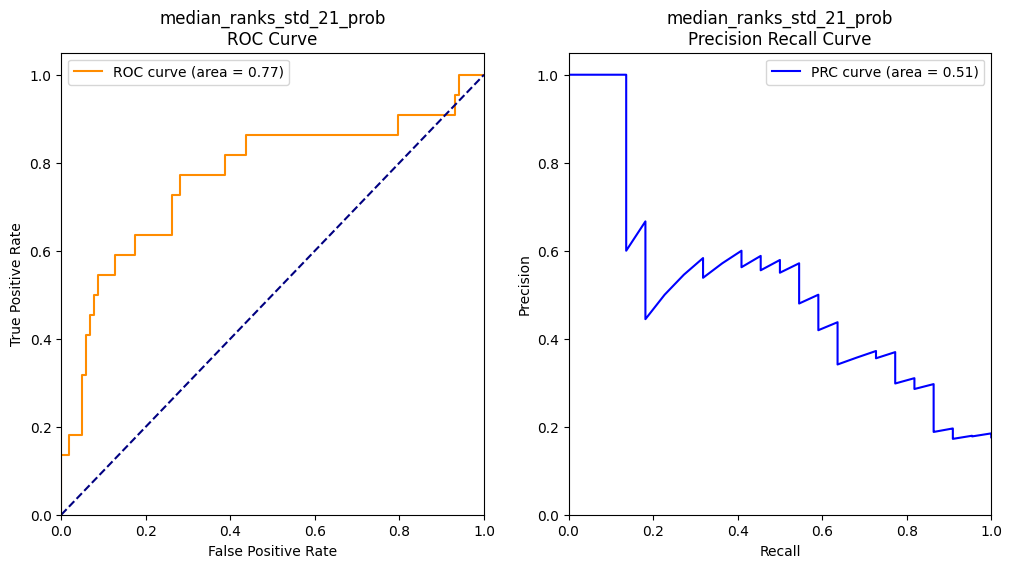 median_ranks_std_21_prob
ROC Curve
ROC curve (area = 0.77)
True Positive Rate
1.0
0.8
0.6
0.4
0.2
0.0
0.0 0.2 0.4 0.6 0.8 1.0
False Positive Rate
median_ranks_std_21_prob
Precision Recall Curve
PRC curve (area = 0.51)
Precision
1.0
0.8
0.6
0.4
0.2
0.0
0.0 0.2 0.4 0.6 0.8 1.0
Recall